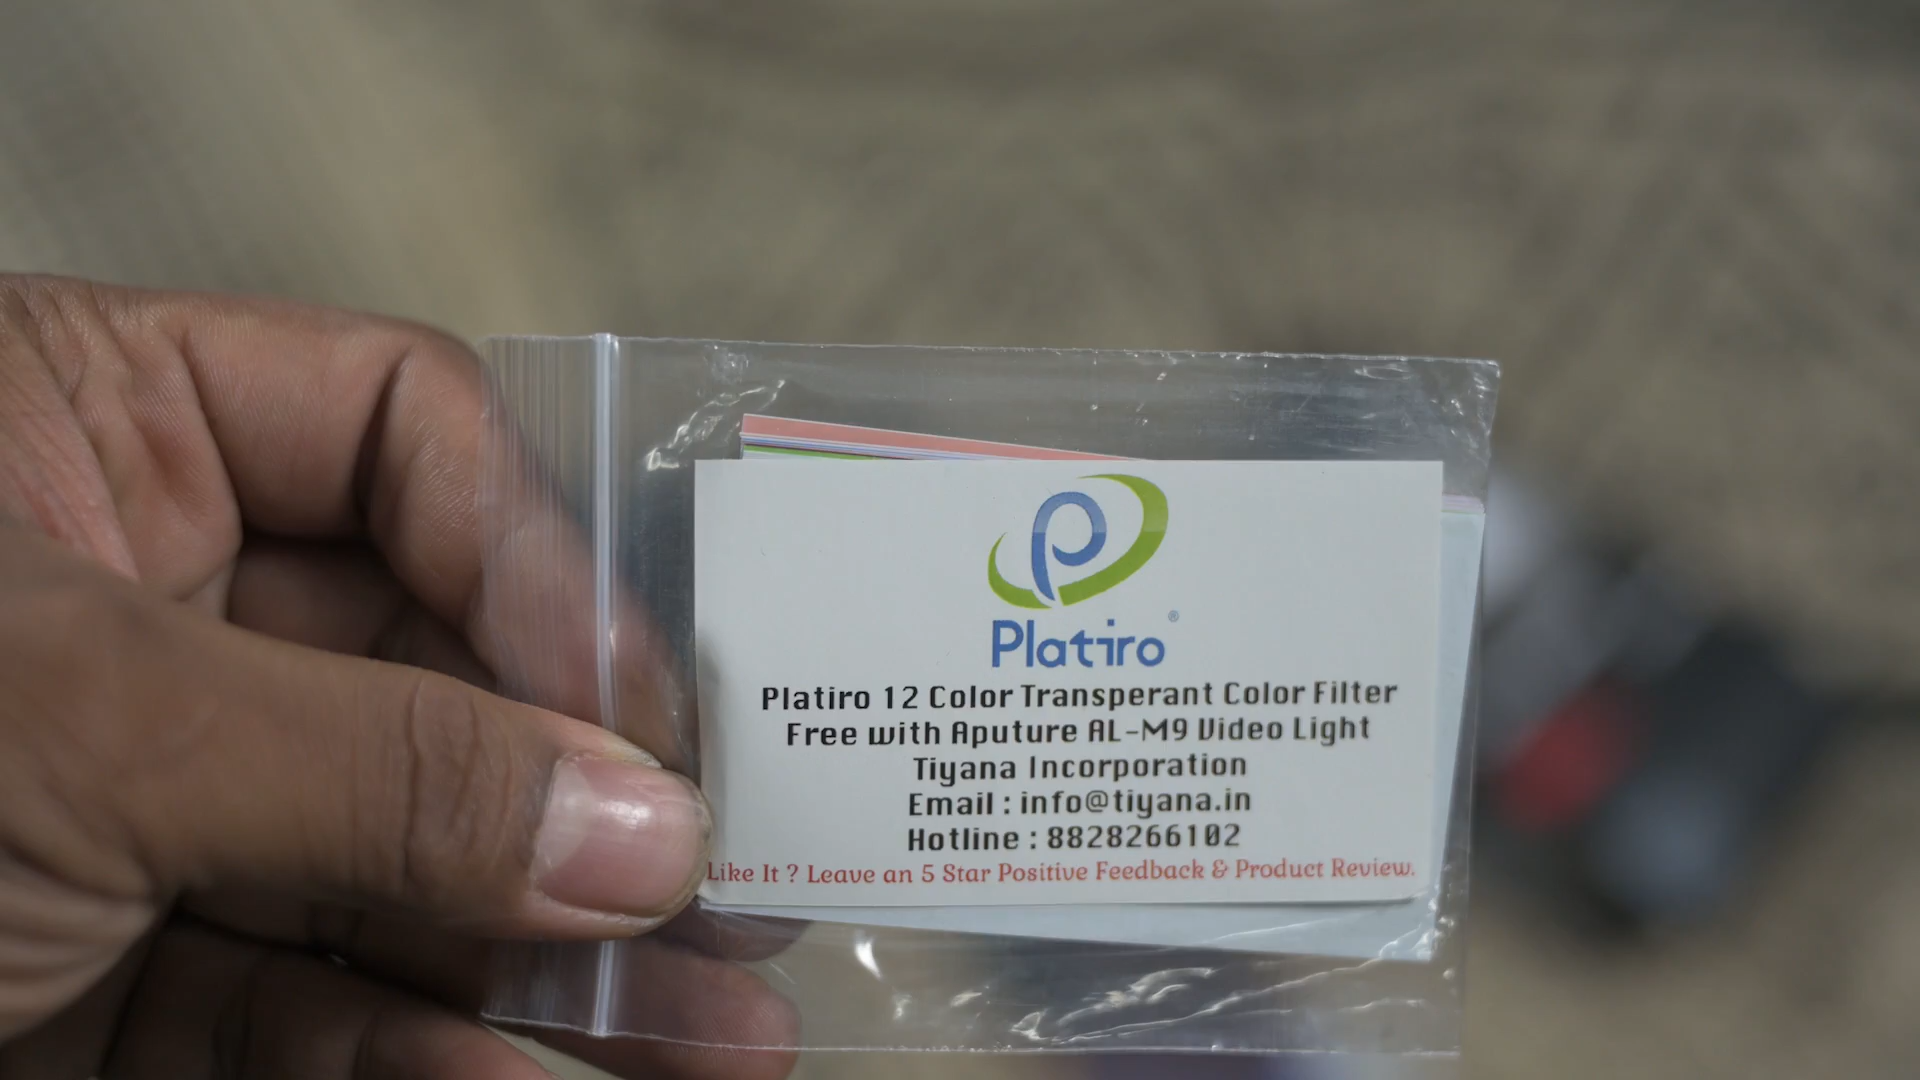 Platiro®
Platiro 12 Color Transperant Color Filter
Free with Aputure AL-M9 Video Light
Tiyana Incorporation
Email : info@tiyana.in
Hotline : 8828266102
Like It ? Leave an 5 Star Positive Feedback & Product Review.